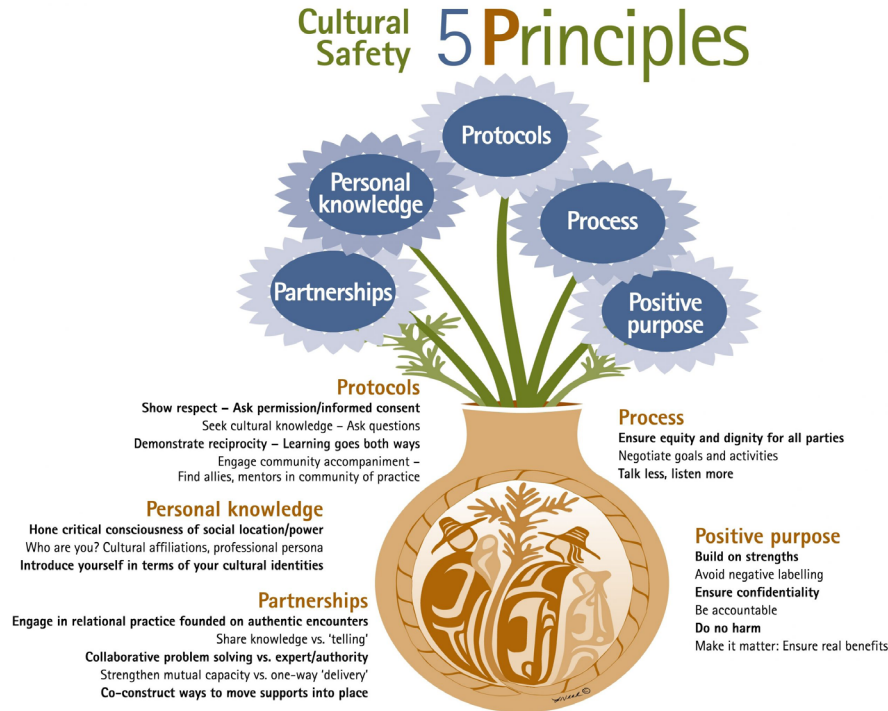 Cultural
Safety
5 Principles
Protocols
Personal
knowledge
Process
Partnerships
Positive
purpose
Protocols
Show respect – Ask permission/informed consent
Seek cultural knowledge – Ask questions
Demonstrate reciprocity – Learning goes both ways
Engage community accompaniment –
Find allies, mentors in community of practice
Personal knowledge
Hone critical consciousness of social location/power
Who are you? Cultural affiliations, professional persona
Introduce yourself in terms of your cultural identities
Partnerships
Engage in relational practice founded on authentic encounters
Share knowledge vs. ‘telling’
Collaborative problem solving vs. expert/authority
Strengthen mutual capacity vs. one-way ‘delivery’
Co-construct ways to move supports into place
Process
Ensure equity and dignity for all parties
Negotiate goals and activities
Talk less, listen more
Positive purpose
Build on strengths
Avoid negative labelling
Ensure confidentiality
Be accountable
Do no harm
Make it matter: Ensure real benefits
©